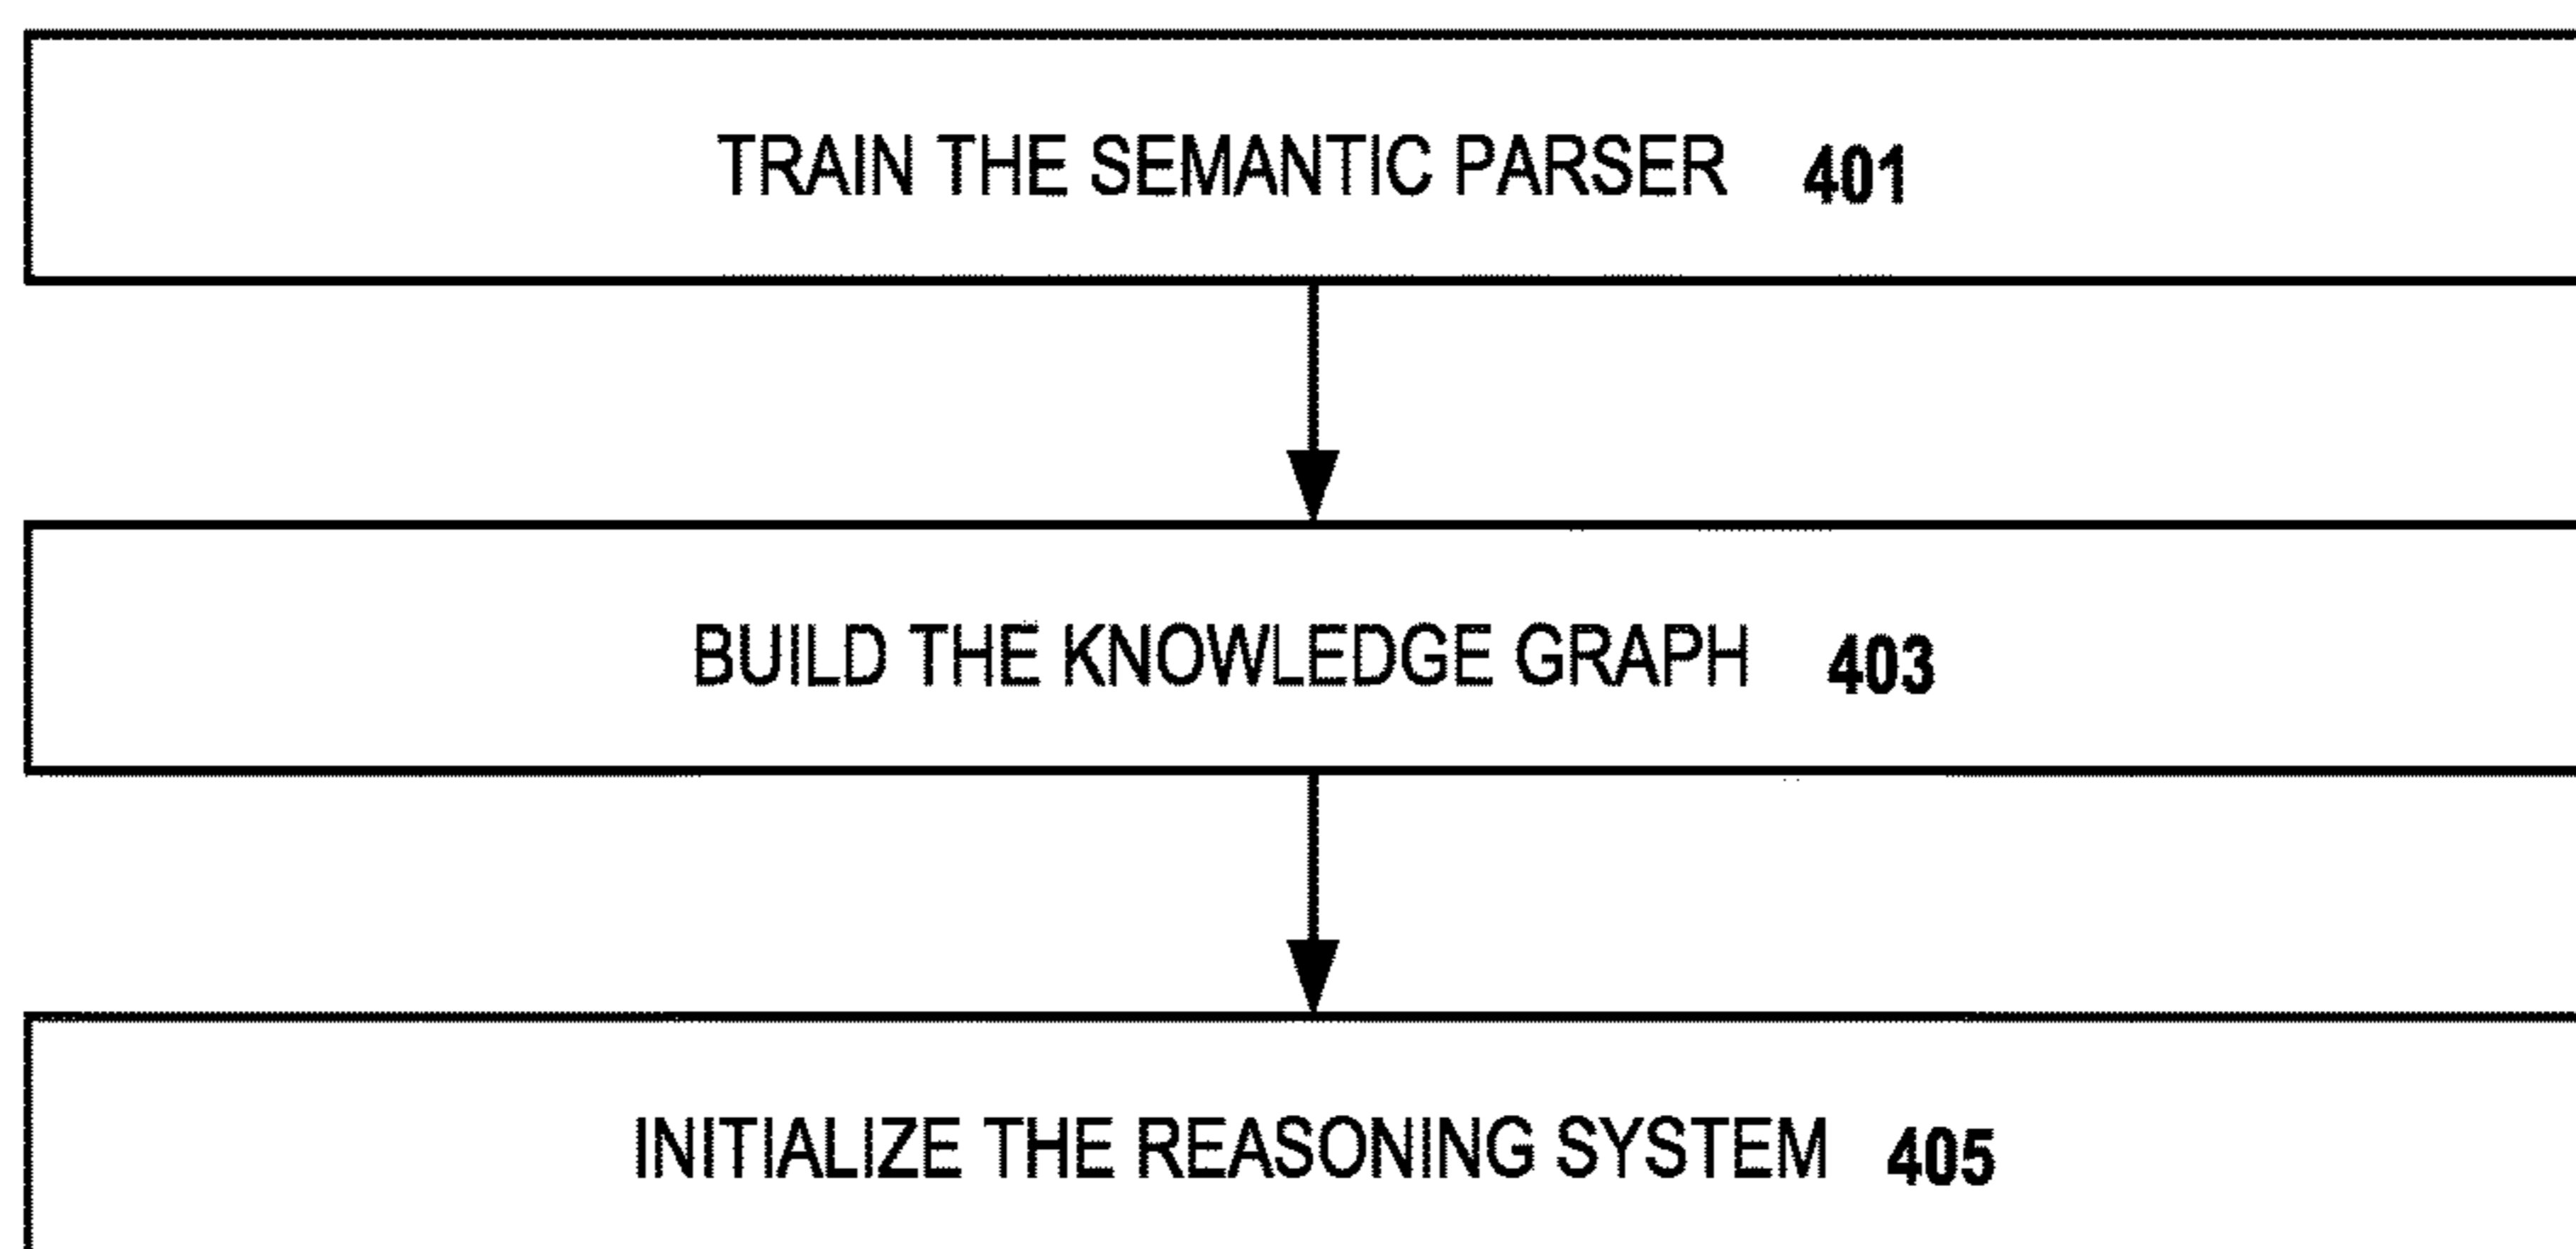 TRAIN THE SEMANTIC PARSER 401
BUILD THE KNOWLEDGE GRAPH 403
INITIALIZE THE REASONING SYSTEM 405